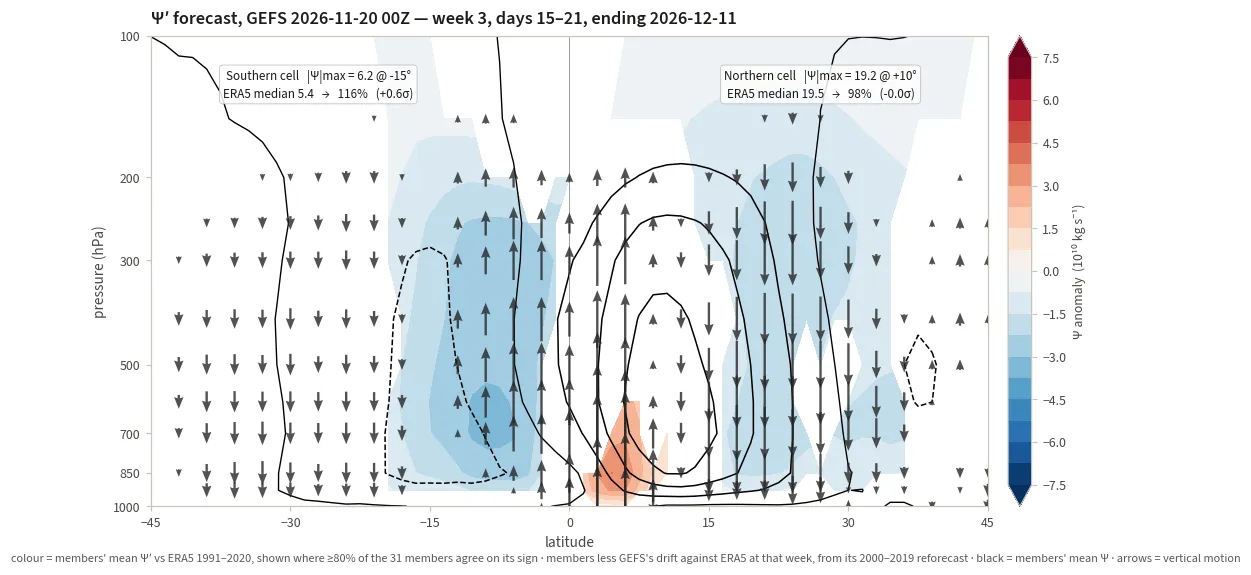 Ψ′ forecast, GEFS 2026-11-20 00Z — week 3, days 15–21, ending 2026-12-11
Southern cell |Ψ|max = 6.2 @ -15°
ERA5 median 5.4 → 116% (+0.6σ)
Northern cell |Ψ|max = 19.2 @ +10°
ERA5 median 19.5 → 98% (-0.0σ)
pressure (hPa)
100
200
300
400
500
700
850
1000
−45
−30
−15
0
15
30
45
latitude
7.5
6.0
4.5
3.0
1.5
0.0
−1.5
−3.0
−4.5
−6.0
−7.5
Ψ anomaly (10¹⁰ kg s⁻¹)
colour = members' mean Ψ′ vs ERA5 1991–2020, shown where ≥80% of the 31 members agree on its sign · members less GEFS's drift against ERA5 at that week, from its 2000–2019 reforecast · black = members' mean Ψ · arrows = vertical motion